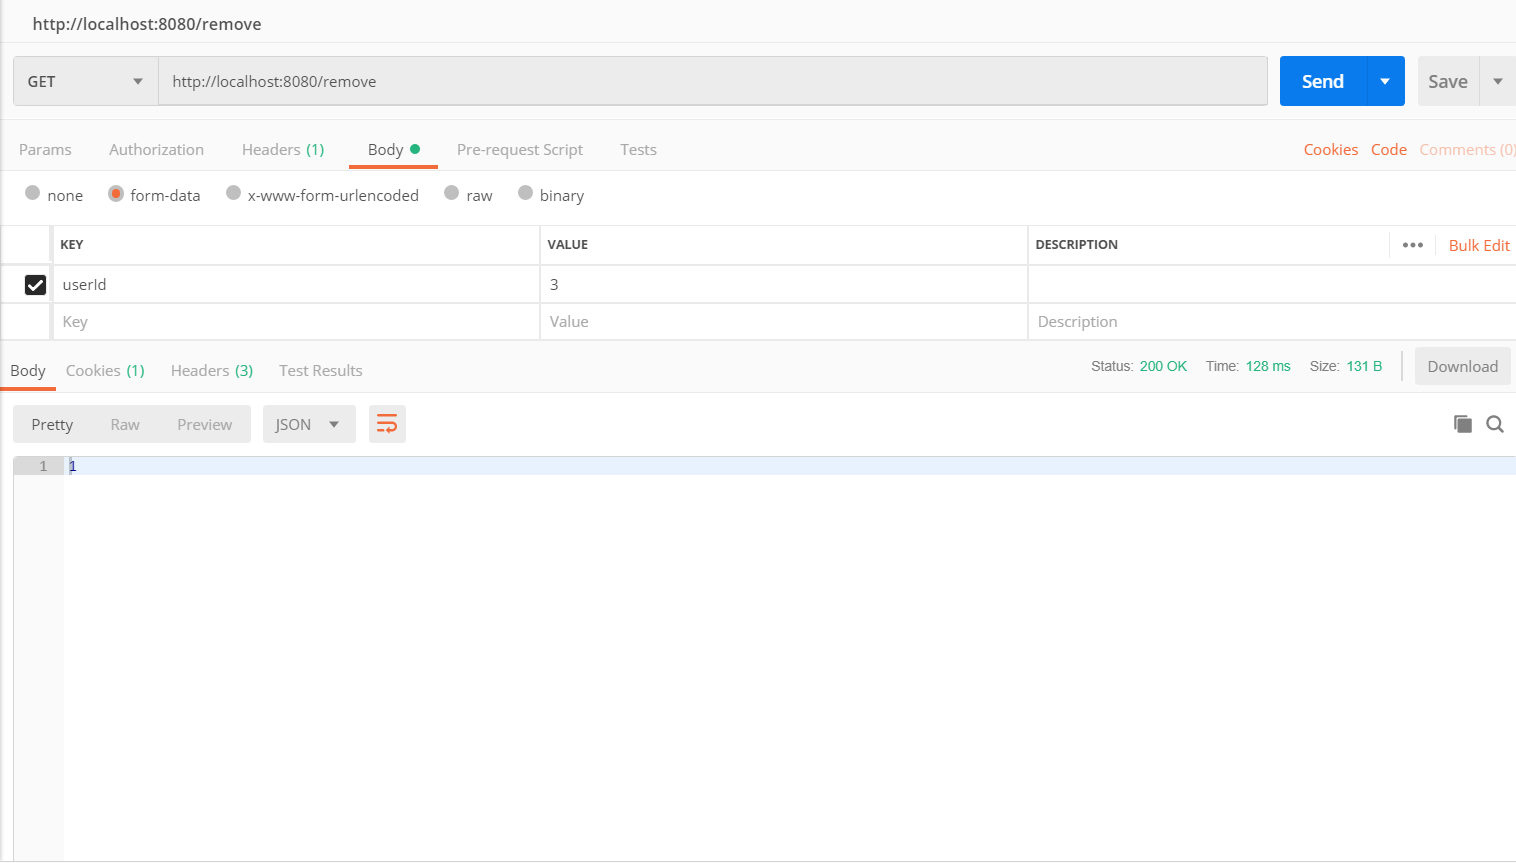 http://localhost:8080/remove
GET http://localhost:8080/remove Send Save
Params Authorization Headers (1) Body Pre-request Script Tests Cookies Code Comments (0)
none form-data x-www-form-urlencoded raw binary
KEY VALUE DESCRIPTION ••• Bulk Edit
userId 3
Key Value Description
Body Cookies (1) Headers (3) Test Results Status: 200 OK Time: 128 ms Size: 131 B Download
Pretty Raw Preview JSON
1 1